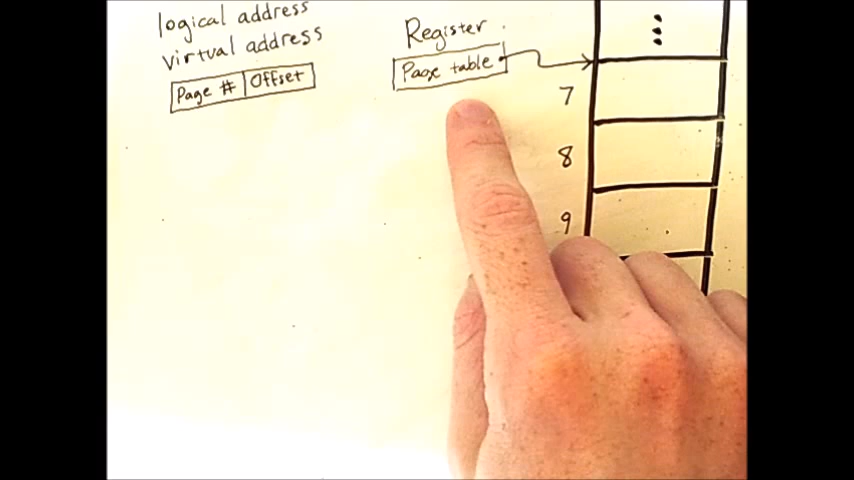 logical address
virtual address
Page # Offset
Register
Page table
7
8
9